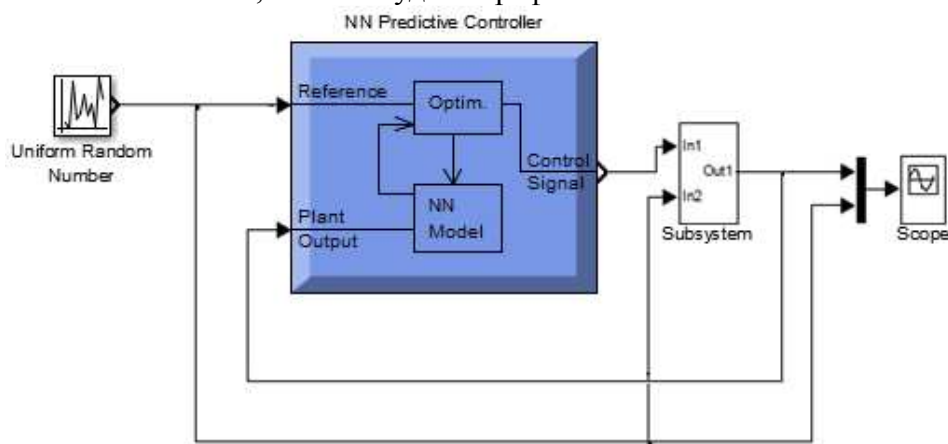 NN Predictive Controller
Reference
Optim.
Uniform Random
Number
Control
Signal
Plant
Output
NN
Model
In1
In2
Out1
Subsystem
Scope